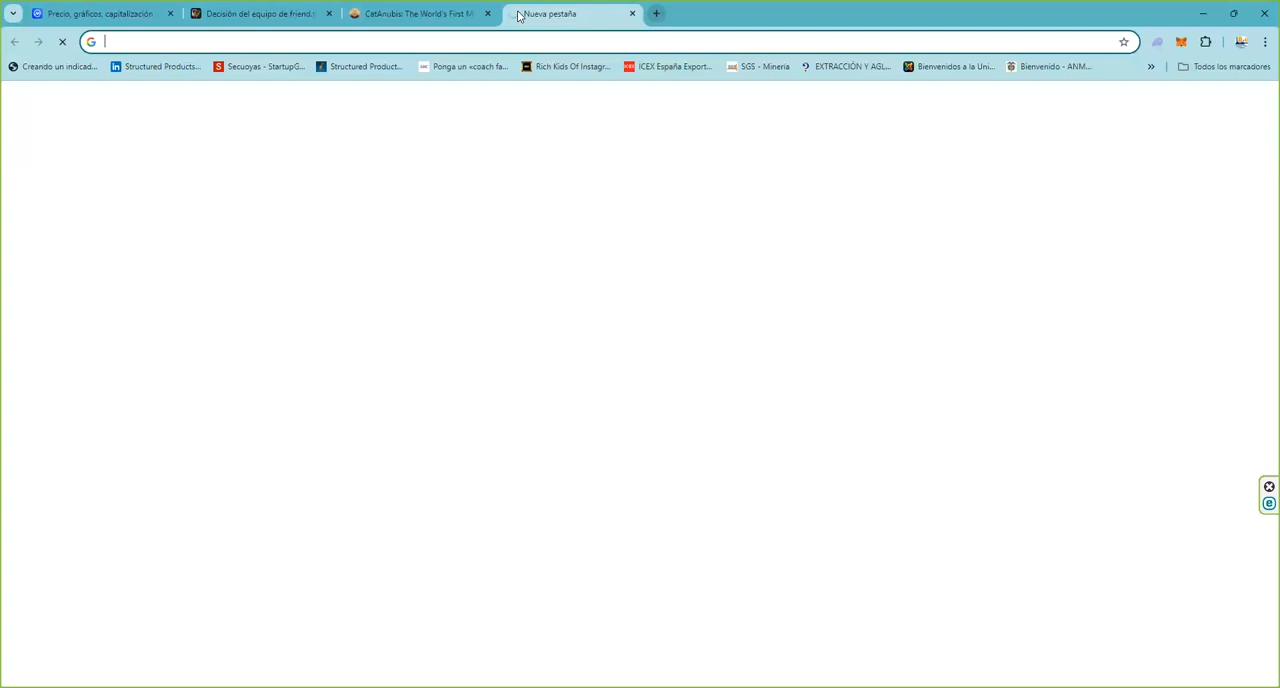 Precio, gráficos, capitalización
Decisión del equipo de friend.t
CatAnubis: The World's First M
Nueva pestaña
Creando un indicad...
Structured Products...
Secuoyas - StartupG...
Structured Product...
Ponga un «coach fa...
Rich Kids Of Instagr...
ICEX España Export...
SGS - Minería
EXTRACCIÓN Y AGL...
Bienvenidos a la Uni...
Bienvenido - ANM...
»
Todos los marcadores